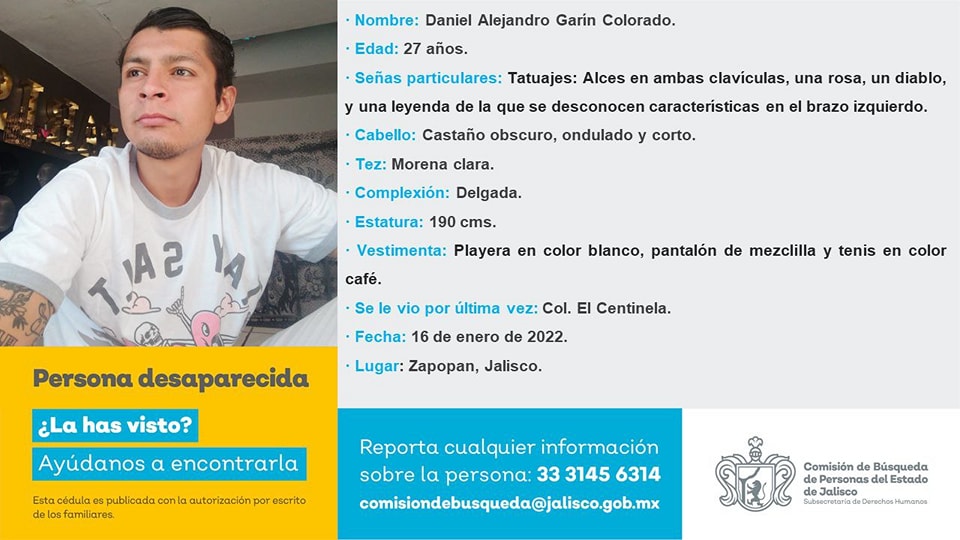 · Nombre: Daniel Alejandro Garín Colorado.
· Edad: 27 años.
· Señas particulares: Tatuajes: Alces en ambas clavículas, una rosa, un diablo,
y una leyenda de la que se desconocen características en el brazo izquierdo.
· Cabello: Castaño obscuro, ondulado y corto.
· Tez: Morena clara.
· Complexión: Delgada.
· Estatura: 190 cms.
· Vestimenta: Playera en color blanco, pantalón de mezclilla y tenis en color
café.
· Se le vio por última vez: Col. El Centinela.
· Fecha: 16 de enero de 2022.
· Lugar: Zapopan, Jalisco.
Persona desaparecida
¿La has visto?
Ayúdanos a encontrarla
Esta cédula es publicada con la autorización por escrito
de los familiares.
Reporta cualquier información
sobre la persona: 33 3145 6314
comisiondebusqueda@jalisco.gob.mx
Comisión de Búsqueda
de Personas del Estado
de Jalisco
Subsecretaría de Derechos Humanos